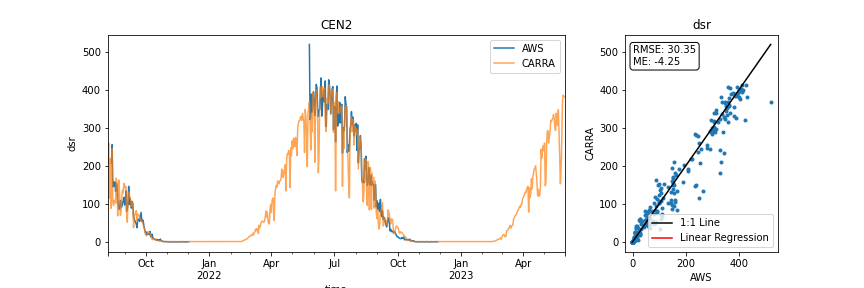 CEN2
dsr
500
400
300
200
100
0
dsr
AWS
CARRA
Oct
Jan
2022
Apr
Jul
Oct
Jan
2023
Apr
dsr
500
400
300
200
100
0
CARRA
RMSE: 30.35
ME: -4.25
1:1 Line
Linear Regression
0
200
400
AWS